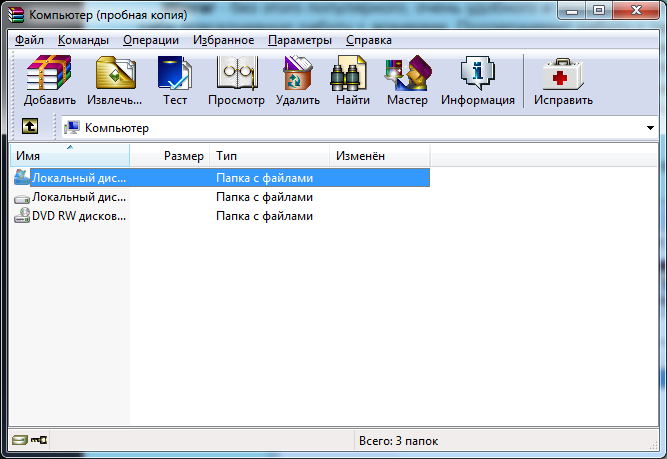 Компьютер (пробная копия)
Файл Команды Операции Избранное Параметры Справка
Добавить Извлечь... Тест Просмотр Удалить Найти Мастер Информация Исправить
Компьютер
Имя Размер Тип Изменён
Локальный дис... Папка с файлами
Локальный дис... Папка с файлами
DVD RW дисков... Папка с файлами
Всего: 3 папок